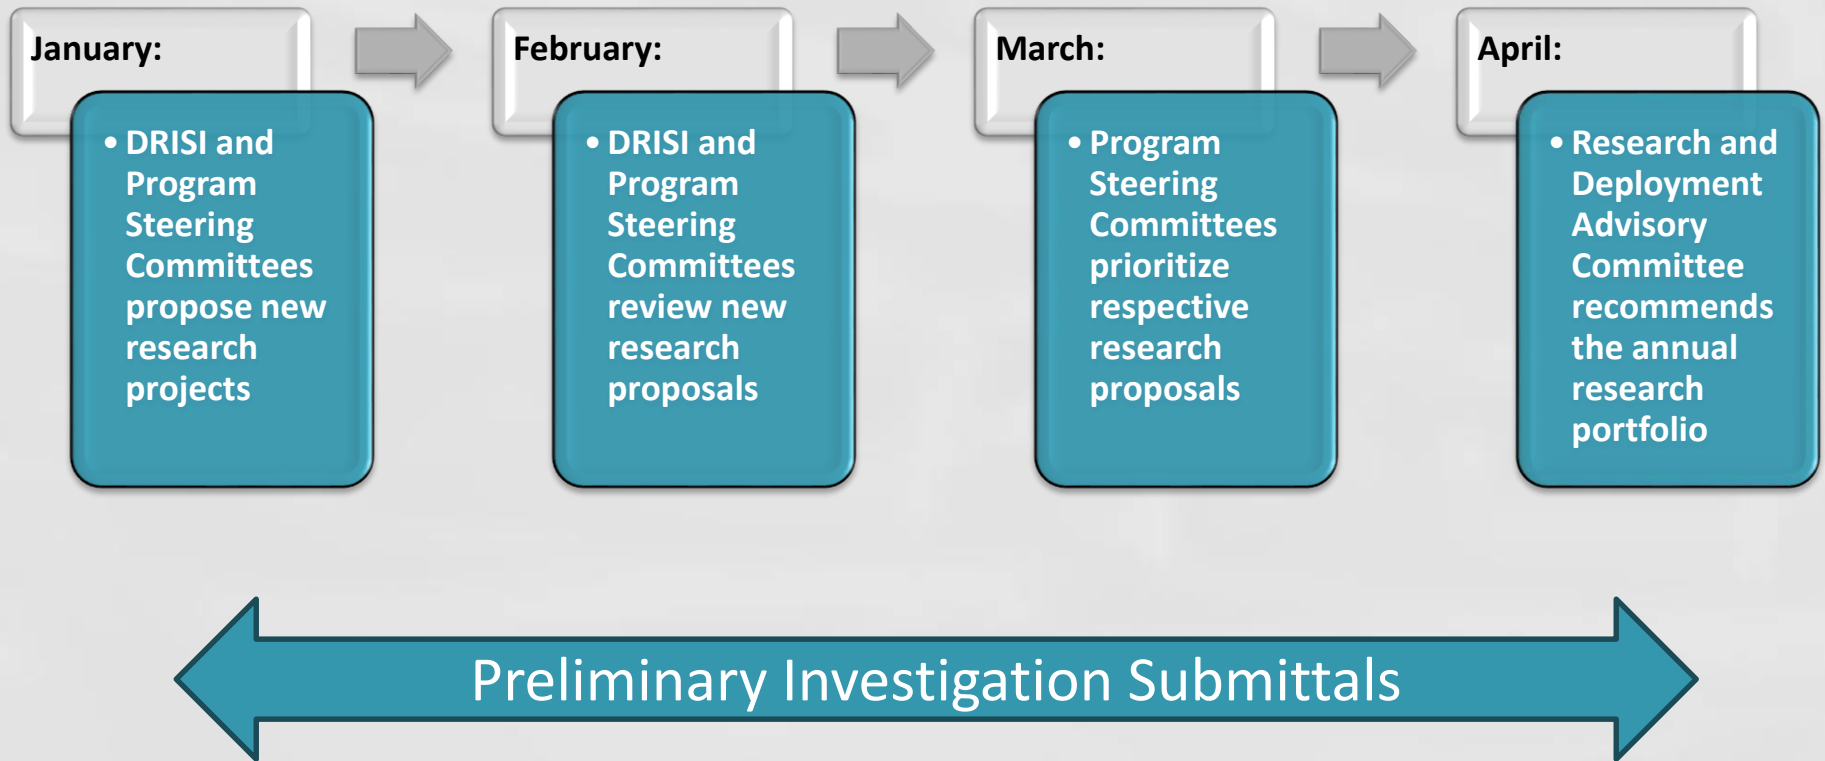 January:
• DRISI and
Program
Steering
Committees
propose new
research
projects
February:
• DRISI and
Program
Steering
Committees
review new
research
proposals
March:
• Program
Steering
Committees
prioritize
respective
research
proposals
April:
• Research and
Deployment
Advisory
Committee
recommends
the annual
research
portfolio
Preliminary Investigation Submittals